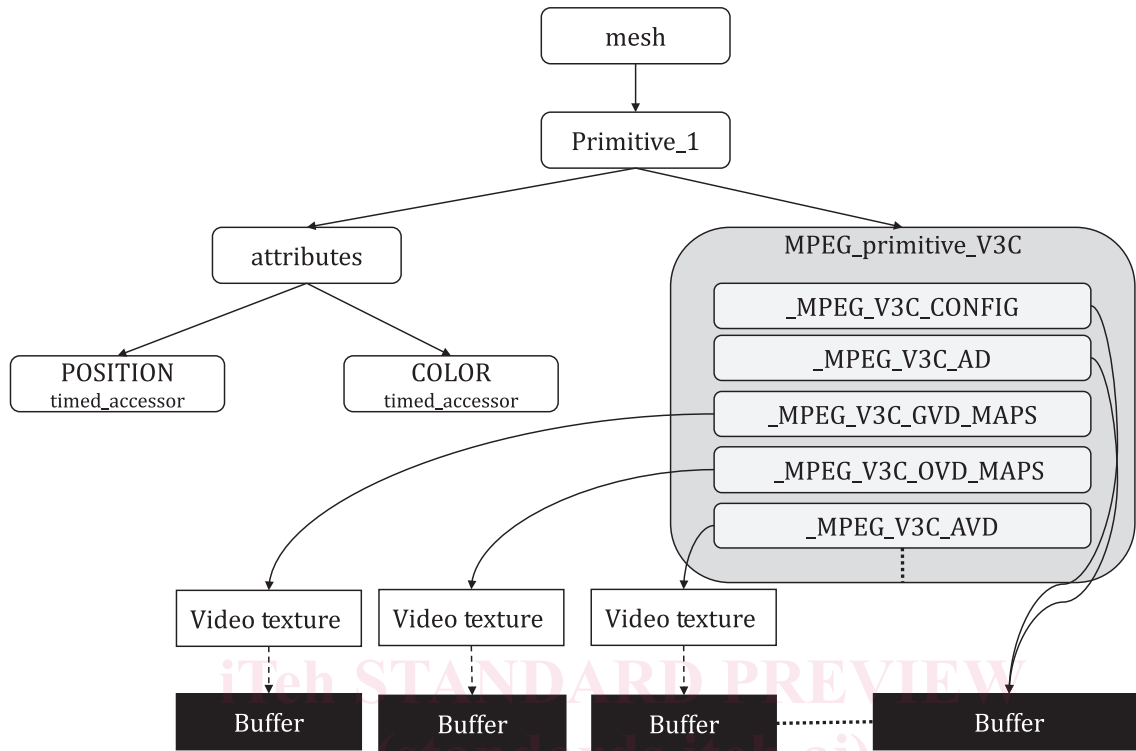 mesh
Primitive_1
attributes
MPEG_primitive_V3C
_MPEG_V3C_CONFIG
_MPEG_V3C_AD
POSITION
timed_accessor
COLOR
timed_accessor
_MPEG_V3C_GVD_MAPS
_MPEG_V3C_OVD_MAPS
_MPEG_V3C_AVD
Video texture
Video texture
Video texture
iTeh STANDARD PREVIEW
Buffer
Buffer
Buffer
Buffer